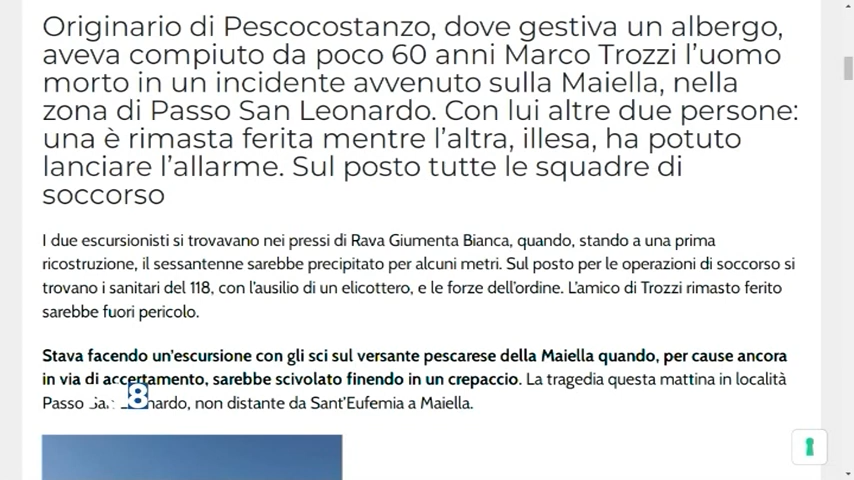 Originario di Pescocostanzo, dove gestiva un albergo,
aveva compiuto da poco 60 anni Marco Trozzi l'uomo
morto in un incidente avvenuto sulla Maiella, nella
zona di Passo San Leonardo. Con lui altre due persone:
una è rimasta ferita mentre l'altra, illesa, ha potuto
lanciare l'allarme. Sul posto tutte le squadre di
soccorso
I due escursionisti si trovavano nei pressi di Rava Giumenta Bianca, quando, stando a una prima
ricostruzione, il sessantenne sarebbe precipitato per alcuni metri. Sul posto per le operazioni di soccorso si
trovano i sanitari del 118, con l'ausilio di un elicottero, e le forze dell'ordine. L'amico di Trozzi rimasto ferito
sarebbe fuori pericolo.
Stava facendo un'escursione con gli sci sul versante pescarese della Maiella quando, per cause ancora
in via di accertamento, sarebbe scivolato finendo in un crepaccio. La tragedia questa mattina in località
Passo 8nardo, non distante da Sant'Eufemia a Maiella.